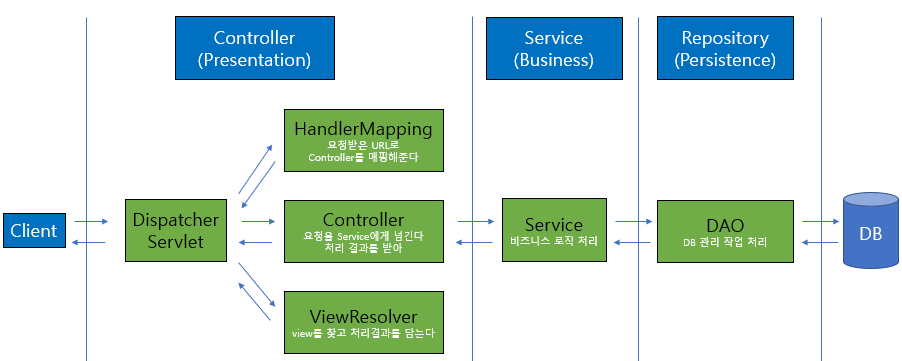 Controller
(Presentation)
Service
(Business)
Repository
(Persistence)
HandlerMapping
요청받은 URL로
Controller를 매핑해준다
Client
Dispatcher
Servlet
Controller
요청을 Service에게 넘긴다
처리 결과를 받아
Service
비즈니스 로직 처리
DAO
DB 관리 작업 처리
DB
ViewResolver
view를 찾고 처리결과를 담는다